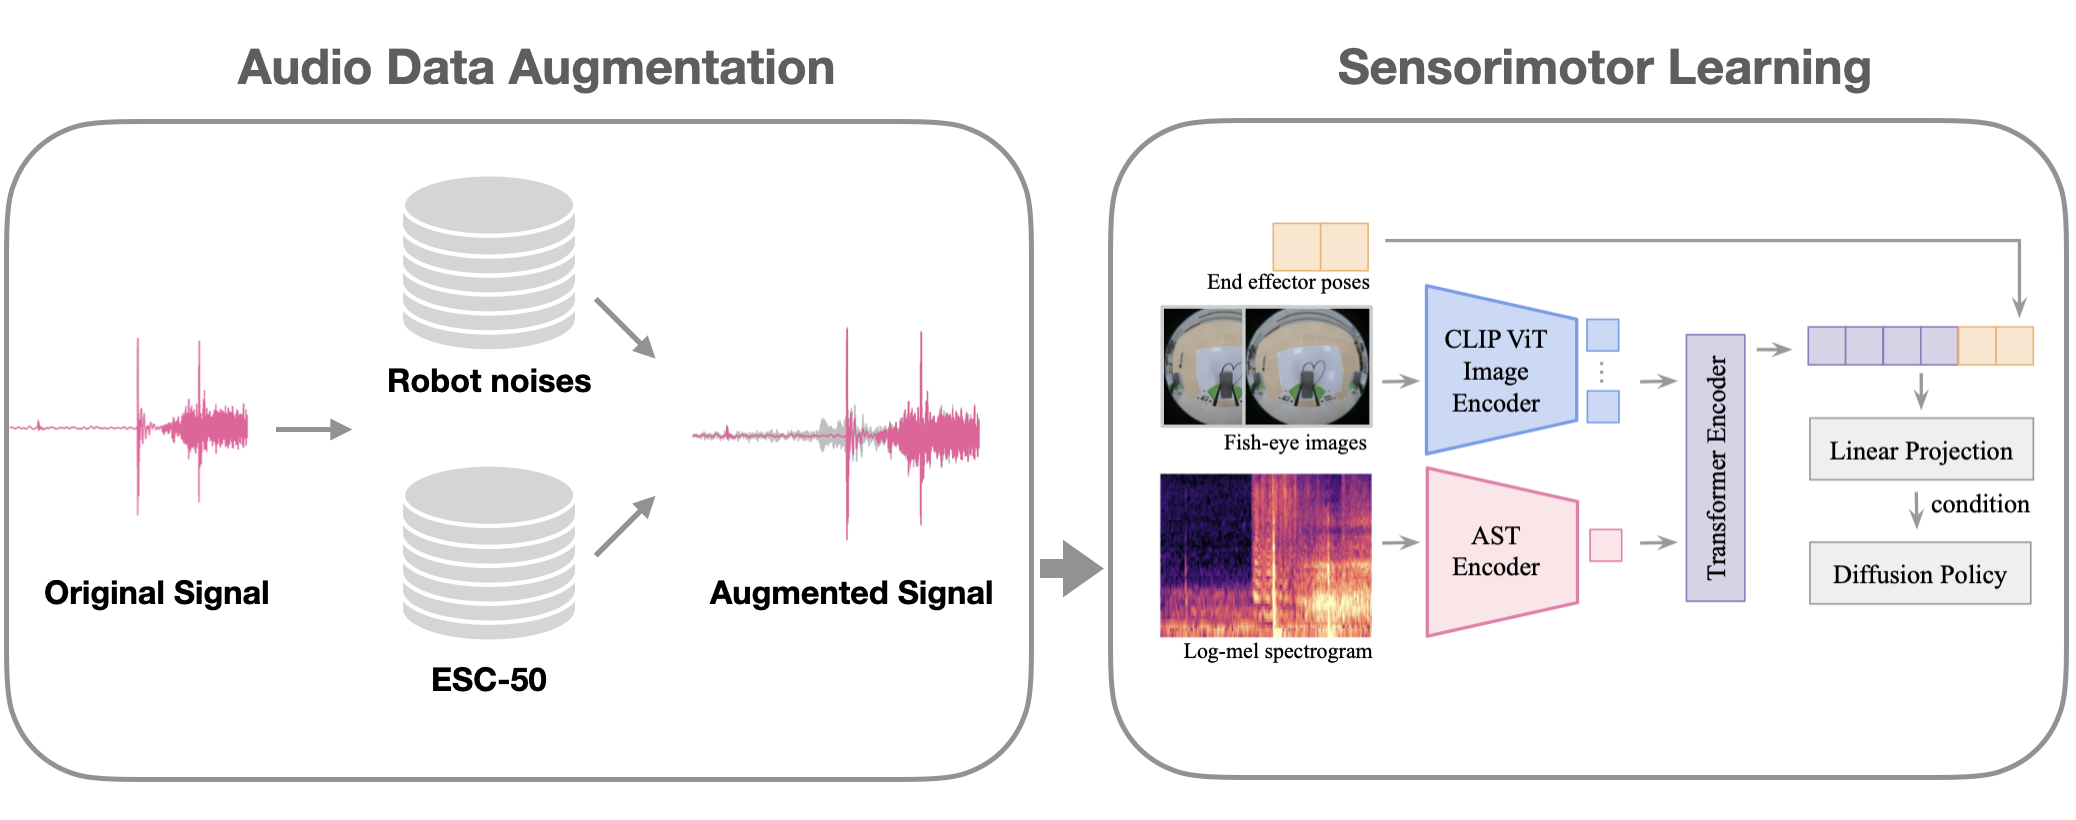 Audio Data Augmentation
Sensorimotor Learning
Original Signal
Robot noises
ESC-50
Augmented Signal
End effector poses
Fish-eye images
Log-mel spectrogram
CLIP ViT
Image
Encoder
AST
Encoder
Transformer Encoder
Linear Projection
condition
Diffusion Policy